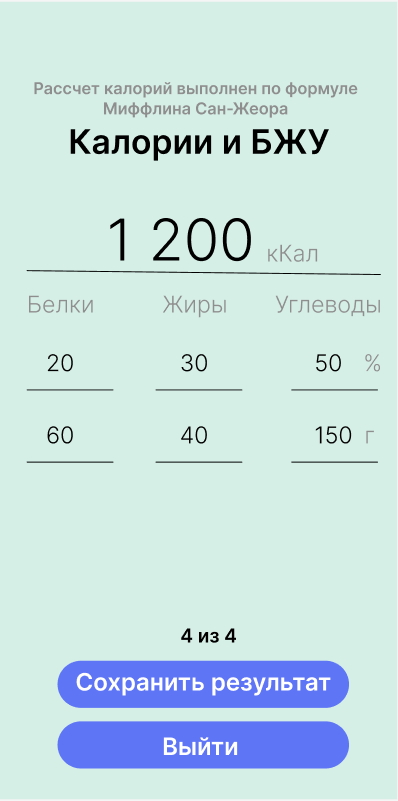 Рассчет калорий выполнен по формуле
Миффлина Сан-Жеора
Калории и БЖУ
1 200 кКал
Белки Жиры Углеводы
20 30 50 %
60 40 150 г
4 из 4
Сохранить результат
Выйти